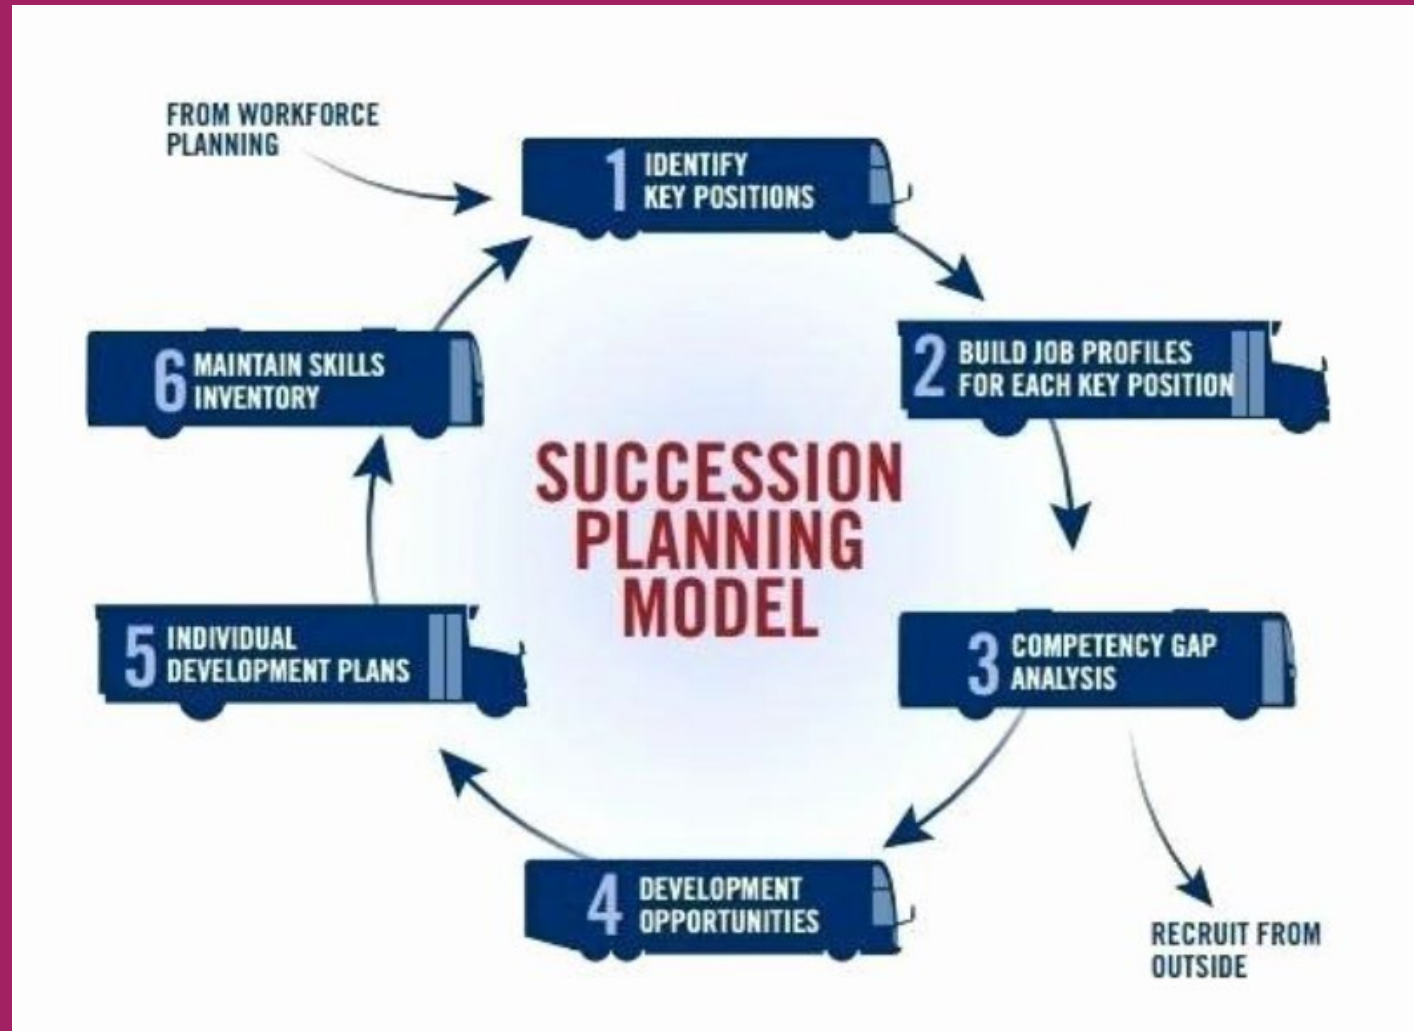 FROM WORKFORCE
PLANNING
1 IDENTIFY
KEY POSITIONS
2 BUILD JOB PROFILES
FOR EACH KEY POSITION
3 COMPETENCY GAP
ANALYSIS
RECRUIT FROM
OUTSIDE
4 DEVELOPMENT
OPPORTUNITIES
5 INDIVIDUAL
DEVELOPMENT PLANS
6 MAINTAIN SKILLS
INVENTORY
SUCCESSION
PLANNING
MODEL